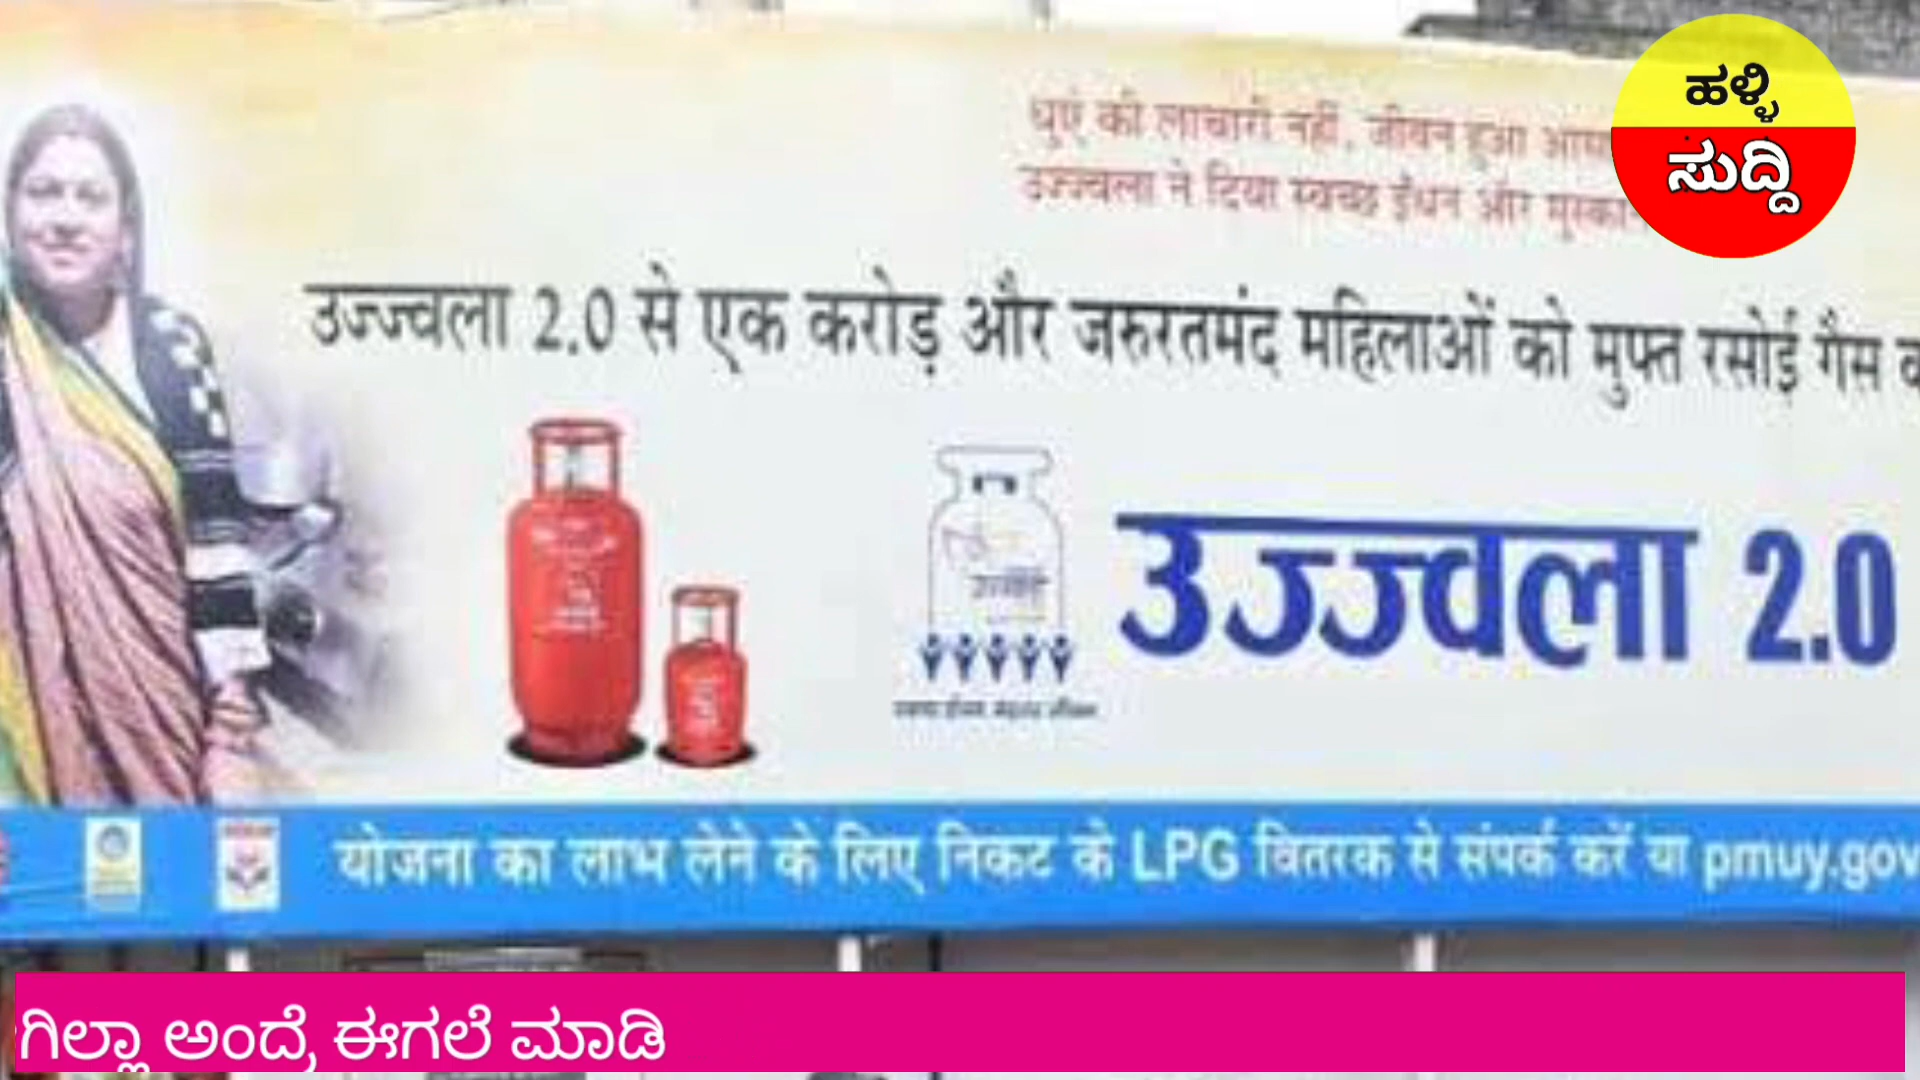 ಹಳ್ಳಿ
ಸುದ್ದಿ
धुएं की लाचारी नहीं, जीवन हुआ
उज्ज्वला ने दिया स्वच्छ ईंधन और
उज्ज्वला 2.0 से एक करोड़ और जरुरतमंद महिलाओं को मुफ्त रसोई गैस
उज्ज्वला 2.0
योजना का लाभ लेने के लिए निकट के LPG वितरक से संपर्क करें या pmuy.gov
ಗಿಲ್ಲಾ ಅಂದ್ರೆ ಈಗಲೆ ಮಾಡಿ